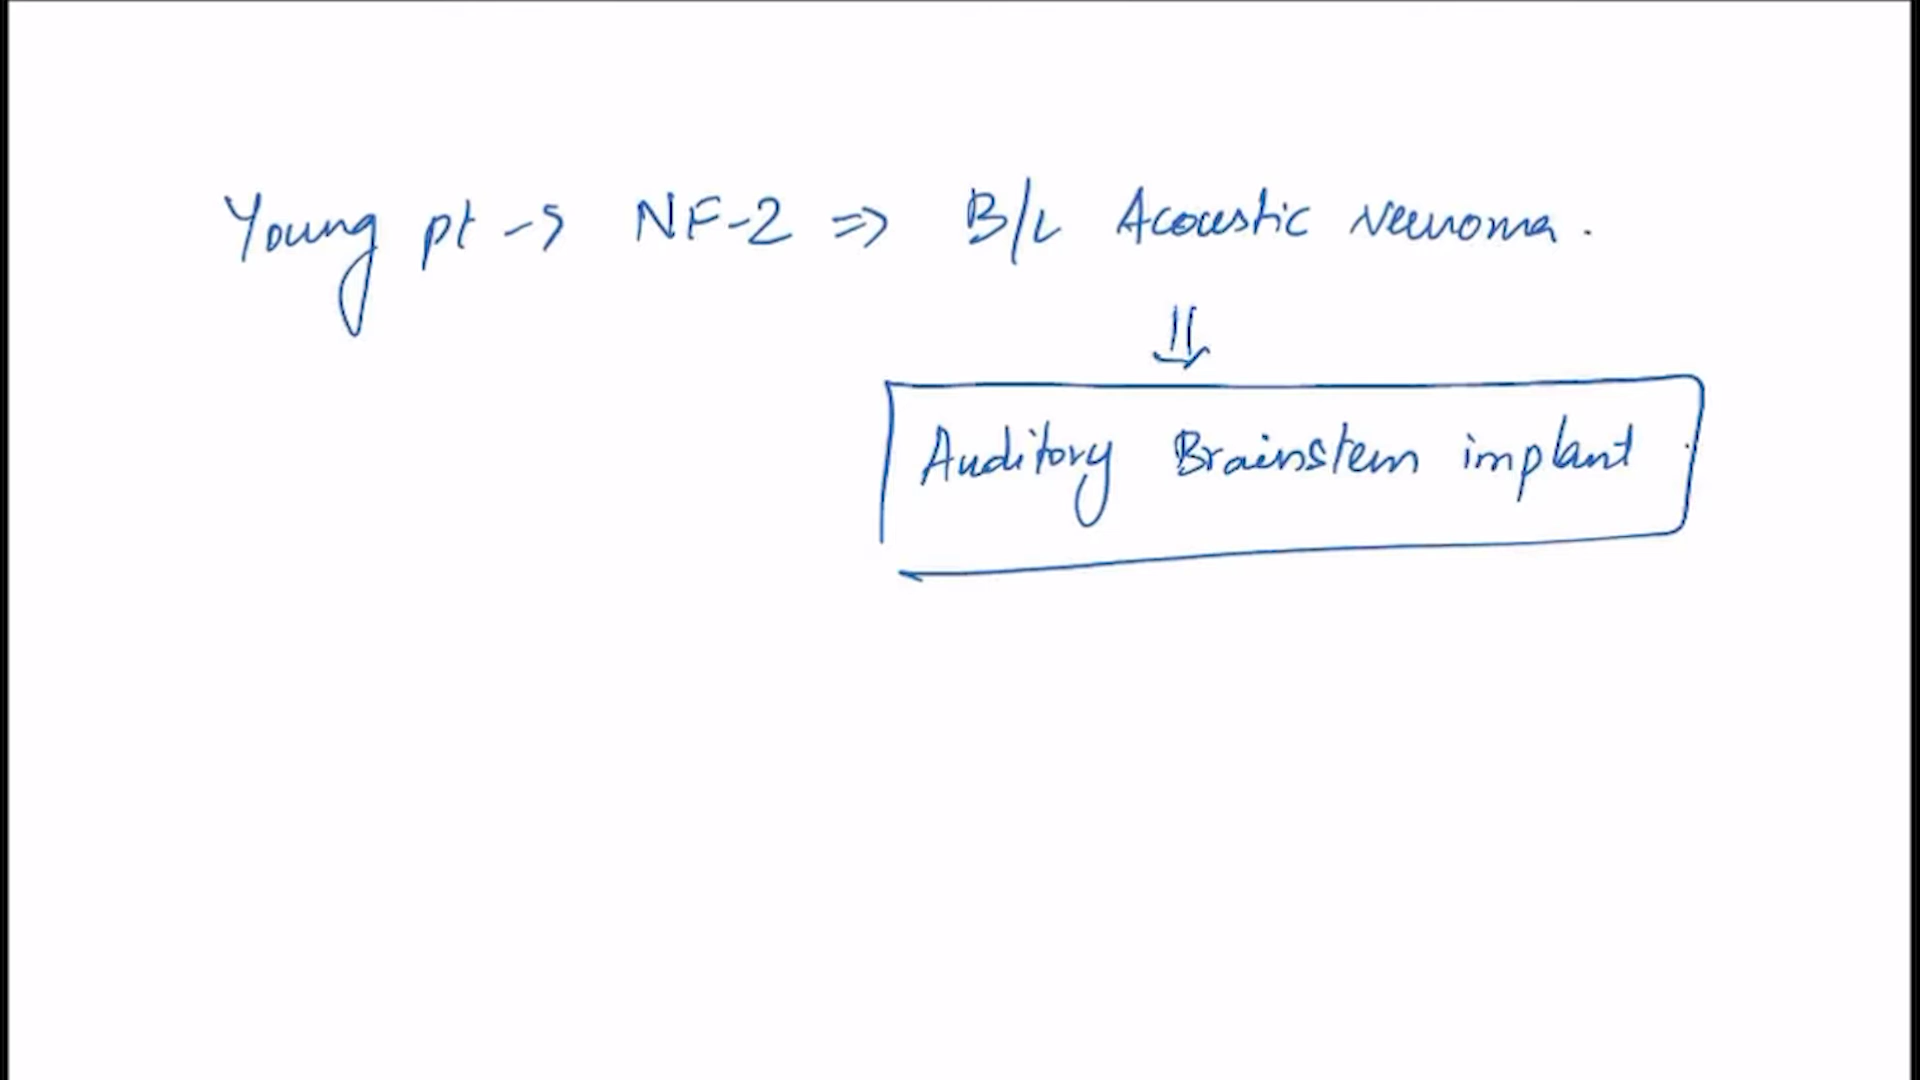 Young pt → NF-2 ⇒ B/L Acoustic Neuroma.
⇓
Auditory Brainstem implant